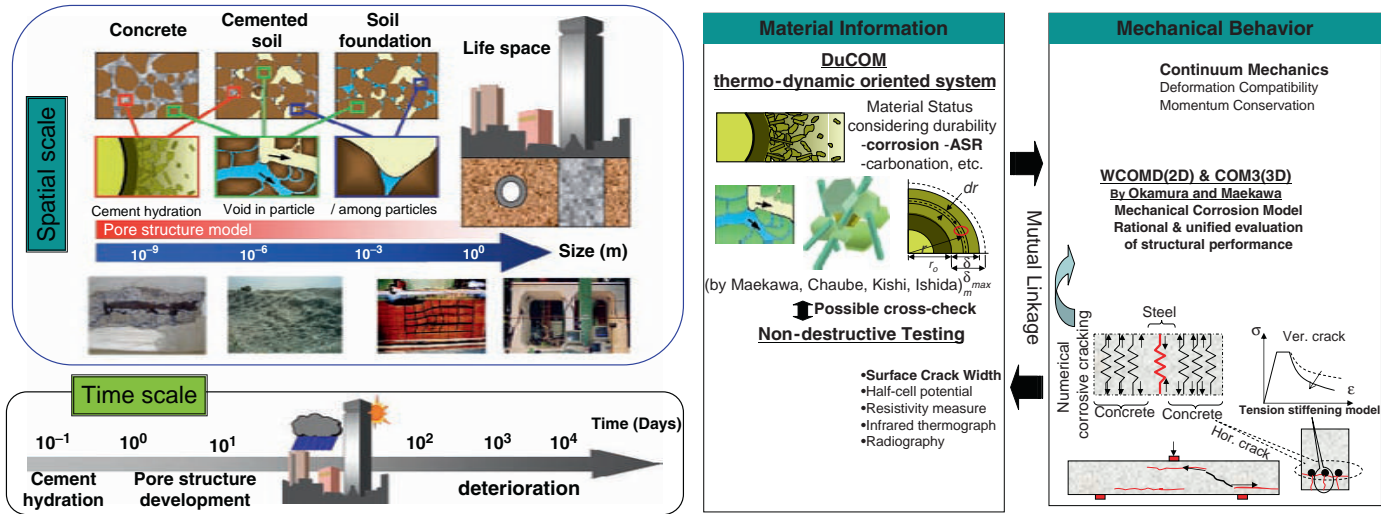 Concrete
Cemented
soil
Soil
foundation
Life space
Spatial scale
Cement hydration
Void in particle
/ among particles
Pore structure model
10⁻⁹
10⁻⁶
10⁻³
10⁰
Size (m)
Time scale
10⁻¹
10⁰
10¹
10²
10³
10⁴
Time (Days)
Cement
hydration
Pore structure
development
deterioration
Material Information
DuCOM
thermo-dynamic oriented system
Material Status
considering durability
-corrosion -ASR
-carbonation, etc.
dr
r
r₀
δ
δ max
m
(by Maekawa, Chaube, Kishi, Ishida)
Possible cross-check
Non-destructive Testing
•Surface Crack Width
•Half-cell potential
•Resistivity measure
•Infrared thermograph
•Radiography
Mutual Linkage
Mechanical Behavior
Continuum Mechanics
Deformation Compatibility
Momentum Conservation
WCOMD(2D) & COM3(3D)
By Okamura and Maekawa
Mechanical Corrosion Model
Rational & unified evaluation
of structural performance
Numerical
corrosive cracking
Steel
Concrete
Concrete
σ
Ver. crack
ε
Tension stiffening model
Hor. crack